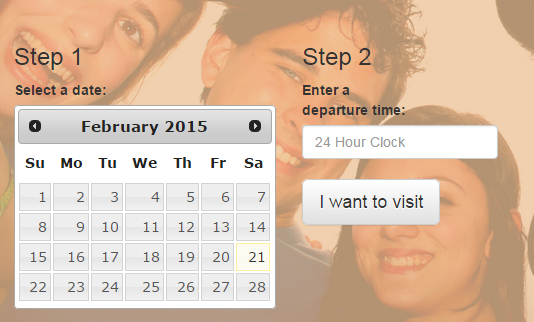 Step 1
Select a date:
February 2015
Su Mo Tu We Th Fr Sa
1 2 3 4 5 6 7
8 9 10 11 12 13 14
15 16 17 18 19 20 21
22 23 24 25 26 27 28
Step 2
Enter a
departure time:
24 Hour Clock
I want to visit